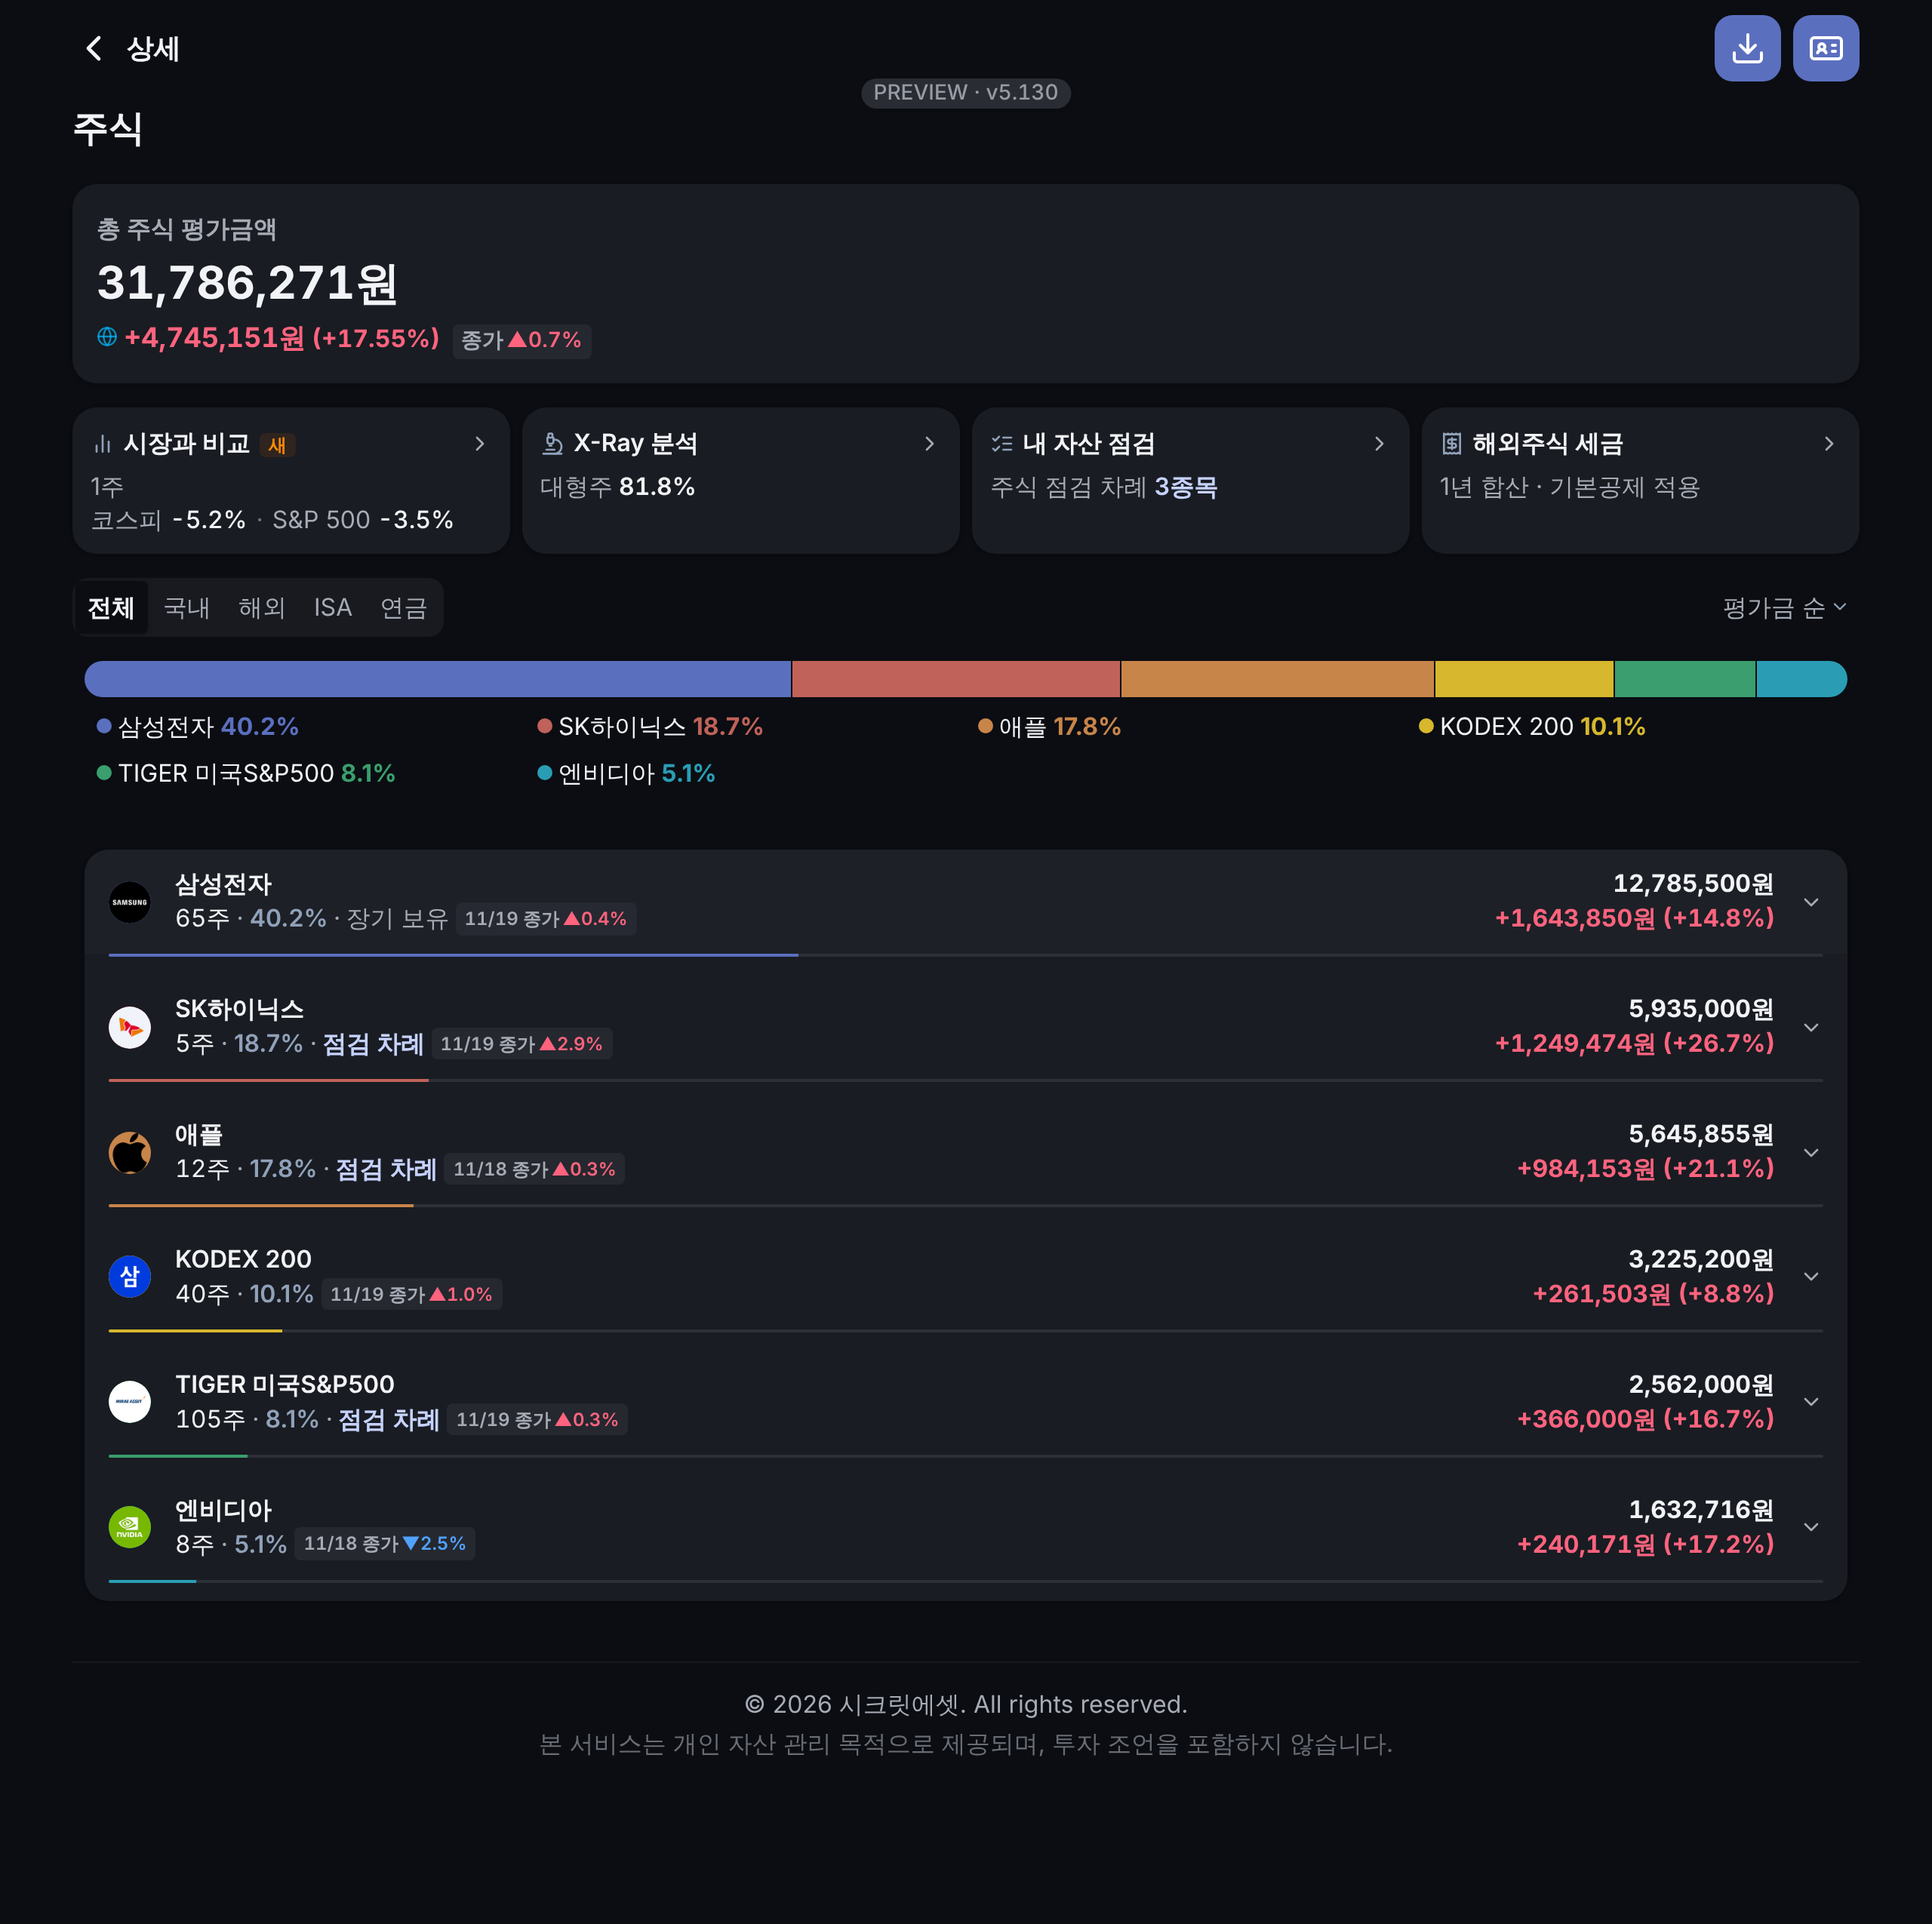 상세
PREVIEW · v5.130
주식
총 주식 평가금액
31,786,271원
+4,745,151원 (+17.55%) 종가 ▲0.7%
시장과 비교 새
1주
코스피 -5.2% · S&P 500 -3.5%
X-Ray 분석
대형주 81.8%
내 자산 점검
주식 점검 차례 3종목
해외주식 세금
1년 합산 · 기본공제 적용
전체 국내 해외 ISA 연금
평가금 순
삼성전자 40.2%
SK하이닉스 18.7%
애플 17.8%
KODEX 200 10.1%
TIGER 미국S&P500 8.1%
엔비디아 5.1%
SAMSUNG
삼성전자
65주 · 40.2% · 장기 보유 11/19 종가 ▲0.4%
12,785,500원
+1,643,850원 (+14.8%)
SK하이닉스
5주 · 18.7% · 점검 차례 11/19 종가 ▲2.9%
5,935,000원
+1,249,474원 (+26.7%)
애플
12주 · 17.8% · 점검 차례 11/18 종가 ▲0.3%
5,645,855원
+984,153원 (+21.1%)
삼
KODEX 200
40주 · 10.1% 11/19 종가 ▲1.0%
3,225,200원
+261,503원 (+8.8%)
MIRAE ASSET
TIGER 미국S&P500
105주 · 8.1% · 점검 차례 11/19 종가 ▲0.3%
2,562,000원
+366,000원 (+16.7%)
NVIDIA
엔비디아
8주 · 5.1% 11/18 종가 ▼2.5%
1,632,716원
+240,171원 (+17.2%)
© 2026 시크릿에셋. All rights reserved.
본 서비스는 개인 자산 관리 목적으로 제공되며, 투자 조언을 포함하지 않습니다.